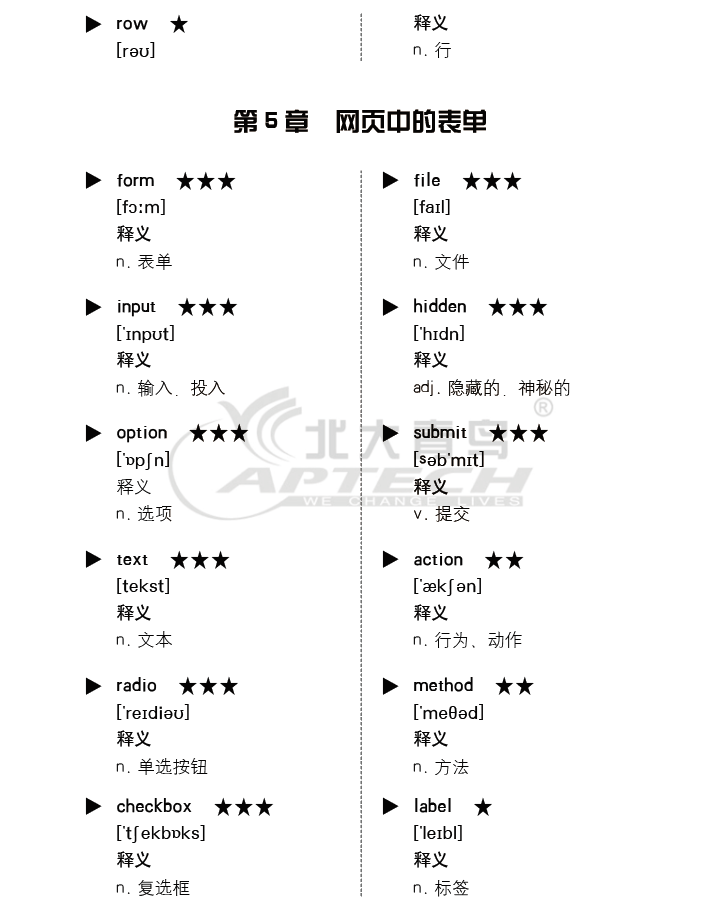 ▶ row ★
[rəʊ]
释义
n. 行
第 5 章 网页中的表单
▶ form ★★★
[fɔːm]
释义
n. 表单
▶ input ★★★
[ˈɪnpʊt]
释义
n. 输入、投入
▶ option ★★★
[ˈɒpʃn]
释义
n. 选项
▶ text ★★★
[tekst]
释义
n. 文本
▶ radio ★★★
[ˈreɪdiəʊ]
释义
n. 单选按钮
▶ checkbox ★★★
[ˈtʃekbɒks]
释义
n. 复选框
▶ file ★★★
[faɪl]
释义
n. 文件
▶ hidden ★★★
[ˈhɪdn]
释义
adj. 隐藏的、神秘的
▶ submit ★★★
[səbˈmɪt]
释义
v. 提交
▶ action ★★
[ˈækʃən]
释义
n. 行为、动作
▶ method ★★
[ˈmeθəd]
释义
n. 方法
▶ label ★
[ˈleɪbl]
释义
n. 标签
北大青鸟®
APTECH
WE CHANGE LIVES